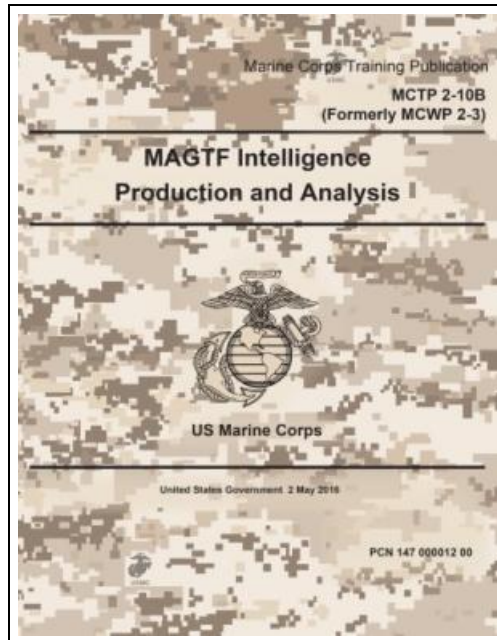 Marine Corps Training Publication
MCTP 2-10B
(Formerly MCWP 2-3)
MAGTF Intelligence
Production and Analysis
US Marine Corps
United States Government 2 May 2016
PCN 147 000012 00